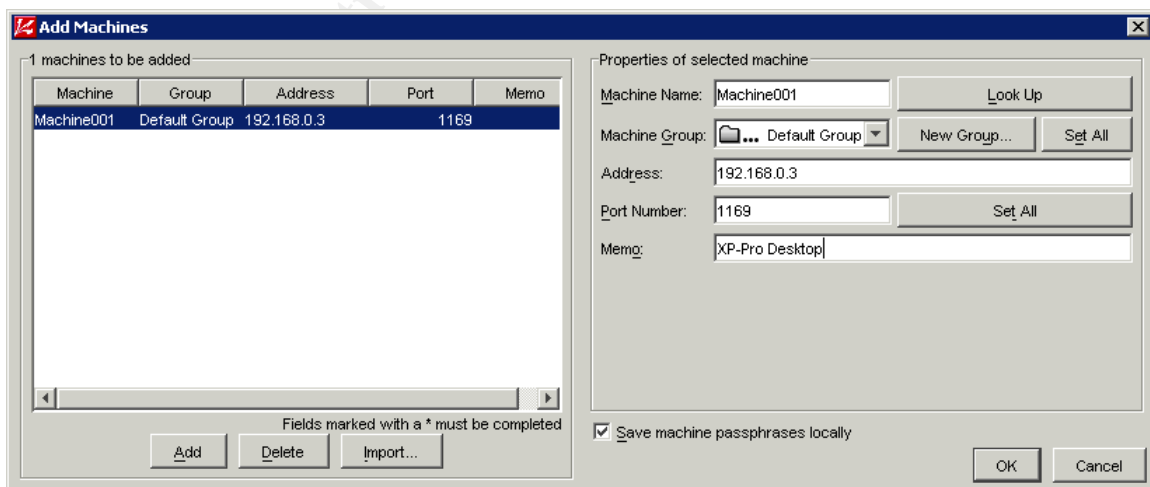 Add Machines
1 machines to be added
Machine Group Address Port Memo
Machine001 Default Group 192.168.0.3 1169
Fields marked with a * must be completed
Add Delete Import...
Properties of selected machine
Machine Name: Machine001 Look Up
Machine Group: ... Default Group New Group... Set All
Address: 192.168.0.3
Port Number: 1169 Set All
Memo: XP-Pro Desktop
Save machine passphrases locally
OK Cancel